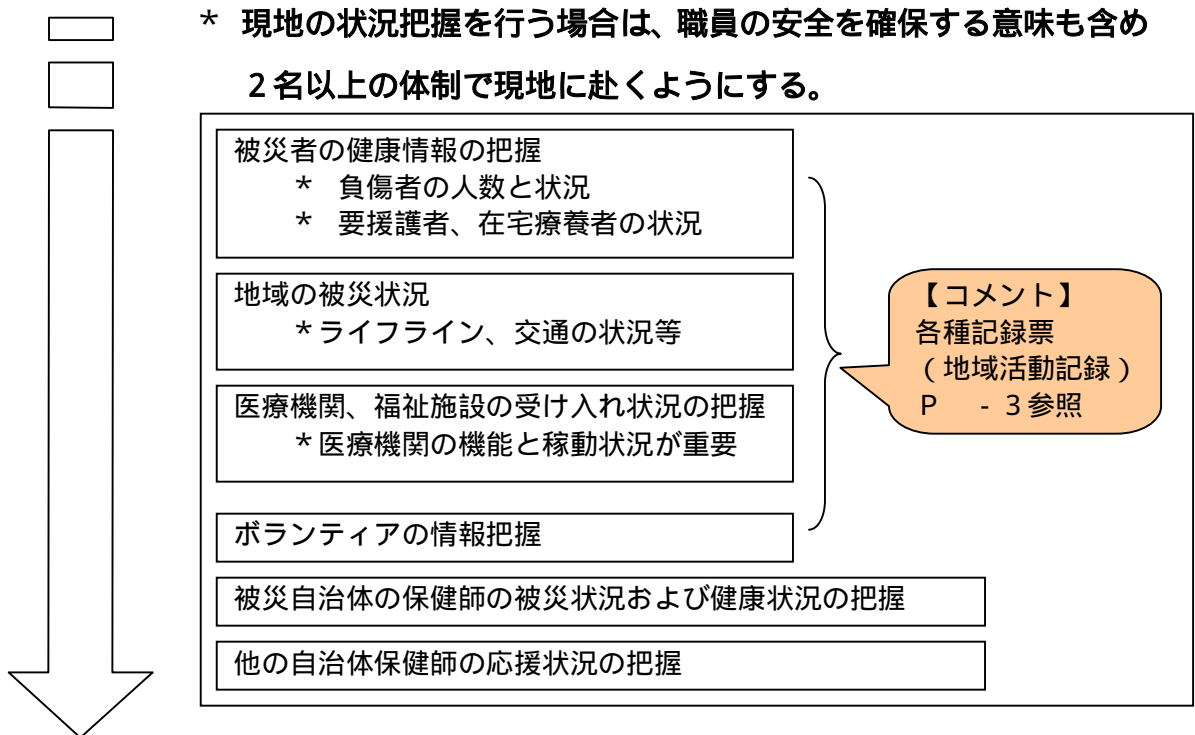 * 現地の状況把握を行う場合は、職員の安全を確保する意味も含め
2名以上の体制で現地に赴くようにする。
被災者の健康情報の把握
* 負傷者の人数と状況
* 要援護者、在宅療養者の状況
地域の被災状況
*ライフライン、交通の状況等
医療機関、福祉施設の受け入れ状況の把握
*医療機関の機能と稼動状況が重要
ボランティアの情報把握
被災自治体の保健師の被災状況および健康状況の把握
他の自治体保健師の応援状況の把握
【コメント】
各種記録票
(地域活動記録)
P -3参照